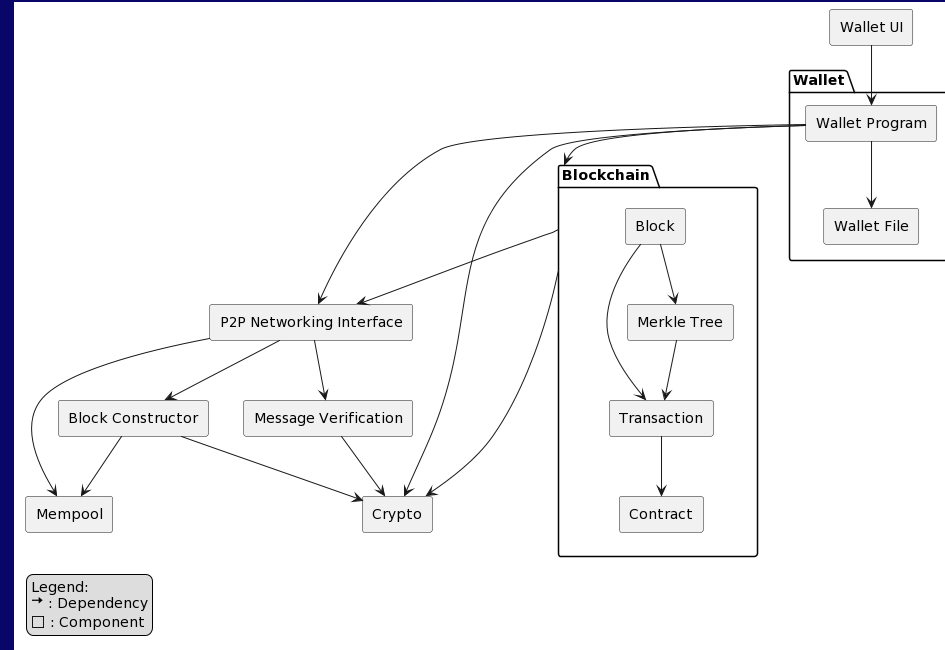 Wallet UI
Wallet
Wallet Program
Wallet File
Blockchain
Block
Merkle Tree
Transaction
Contract
P2P Networking Interface
Block Constructor
Message Verification
Mempool
Crypto
Legend:
→ : Dependency
□ : Component